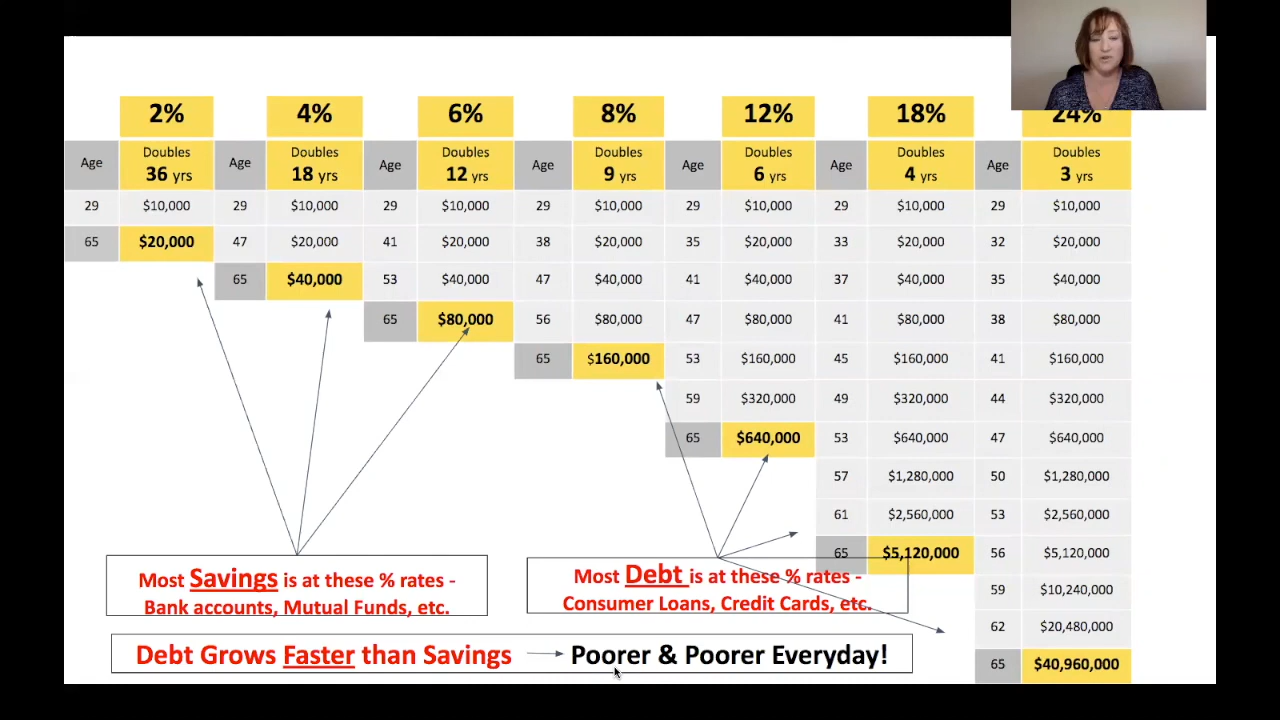 2% 4% 6% 8% 12% 18% 24%
Age Doubles 36 yrs Age Doubles 18 yrs Age Doubles 12 yrs Age Doubles 9 yrs Age Doubles 6 yrs Age Doubles 4 yrs Age Doubles 3 yrs
29 $10,000 29 $10,000 29 $10,000 29 $10,000 29 $10,000 29 $10,000 29 $10,000
65 $20,000 47 $20,000 41 $20,000 38 $20,000 35 $20,000 33 $20,000 32 $20,000
65 $40,000 53 $40,000 47 $40,000 41 $40,000 37 $40,000 35 $40,000
65 $80,000 56 $80,000 47 $80,000 41 $80,000 38 $80,000
65 $160,000 53 $160,000 45 $160,000 41 $160,000
59 $320,000 49 $320,000 44 $320,000
65 $640,000 53 $640,000 47 $640,000
57 $1,280,000 50 $1,280,000
61 $2,560,000 53 $2,560,000
65 $5,120,000 56 $5,120,000
59 $10,240,000
62 $20,480,000
65 $40,960,000
Most Savings is at these % rates -
Bank accounts, Mutual Funds, etc.
Most Debt is at these % rates -
Consumer Loans, Credit Cards, etc.
Debt Grows Faster than Savings Poorer & Poorer Everyday!